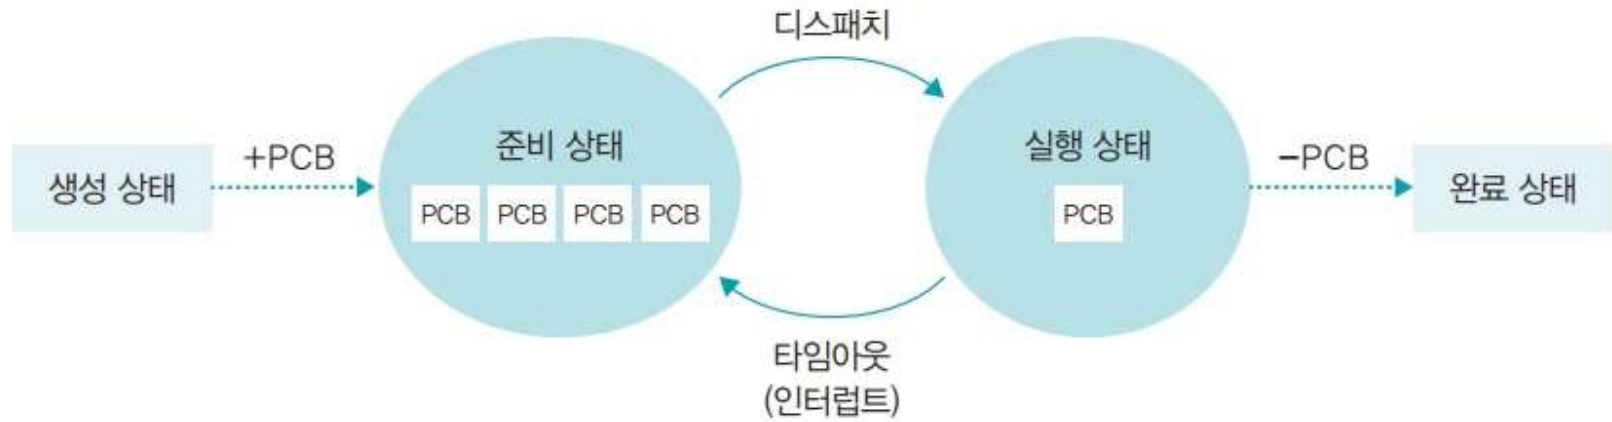 디스패치
생성 상태
+PCB
준비 상태
PCB PCB PCB PCB
실행 상태
PCB
−PCB
완료 상태
타임아웃
(인터럽트)